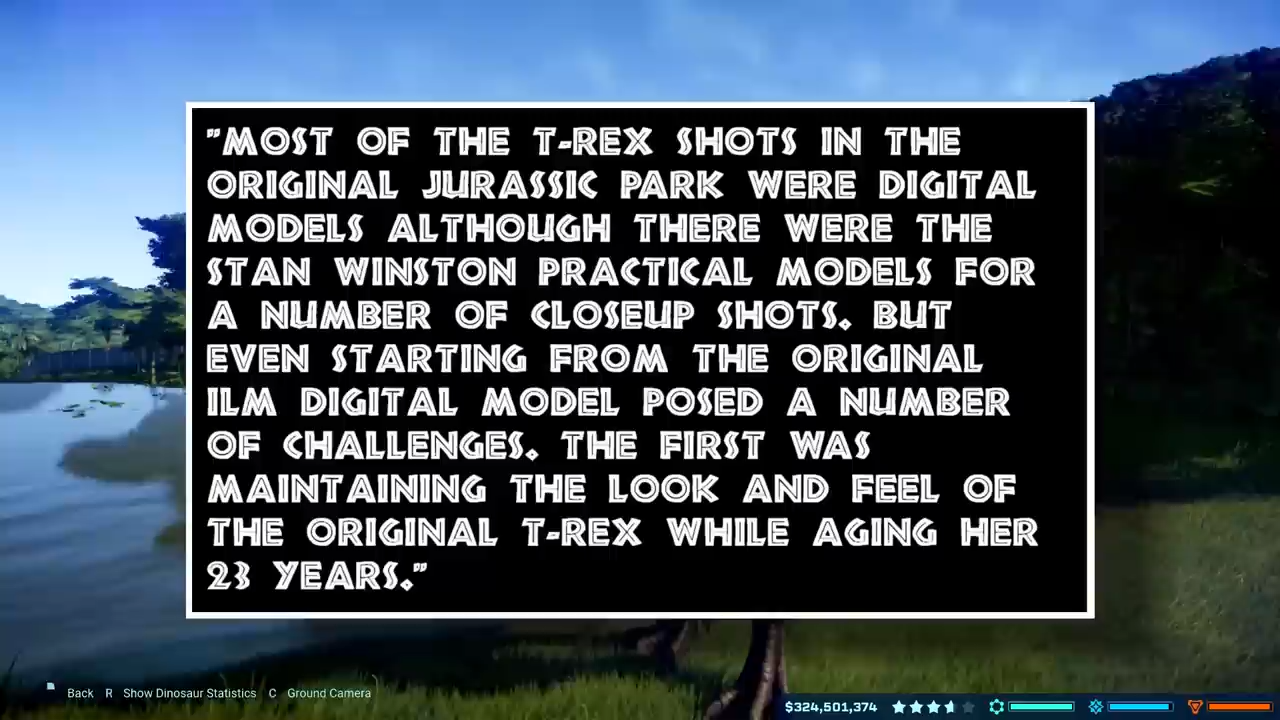 "MOST OF THE T-REX SHOTS IN THE
ORIGINAL JURASSIC PARK WERE DIGITAL
MODELS ALTHOUGH THERE WERE THE
STAN WINSTON PRACTICAL MODELS FOR
A NUMBER OF CLOSEUP SHOTS. BUT
EVEN STARTING FROM THE ORIGINAL
ILM DIGITAL MODEL POSED A NUMBER
OF CHALLENGES. THE FIRST WAS
MAINTAINING THE LOOK AND FEEL OF
THE ORIGINAL T-REX WHILE AGING HER
23 YEARS."
Back R Show Dinosaur Statistics C Ground Camera
$324,501,374